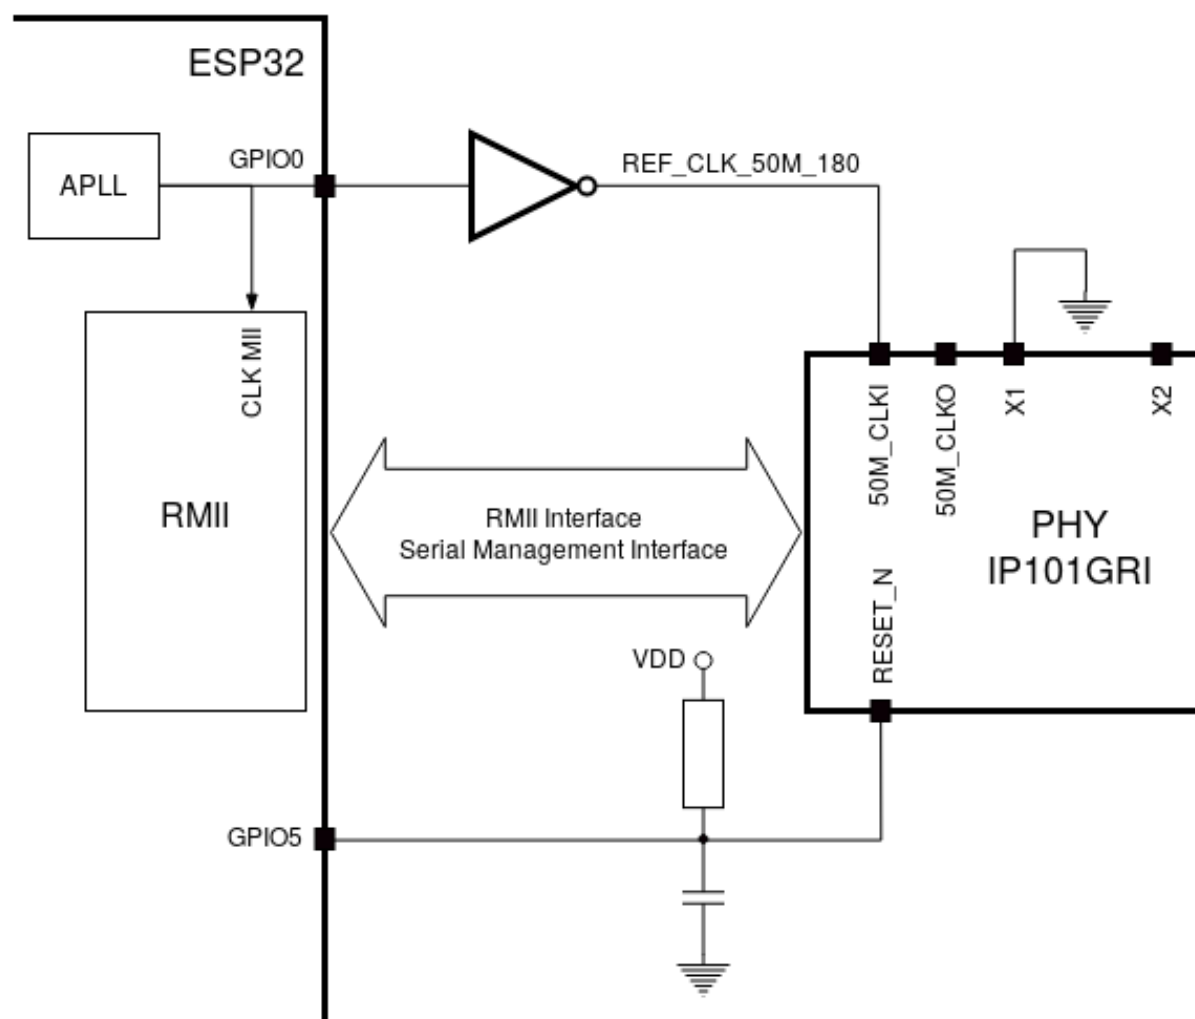 ESP32
GPIO0
REF_CLK_50M_180
APLL
CLK MII
50M_CLKI
50M_CLKO
X1
X2
RMII
RMII Interface
Serial Management Interface
PHY
IP101GRI
RESET_N
VDD
GPIO5